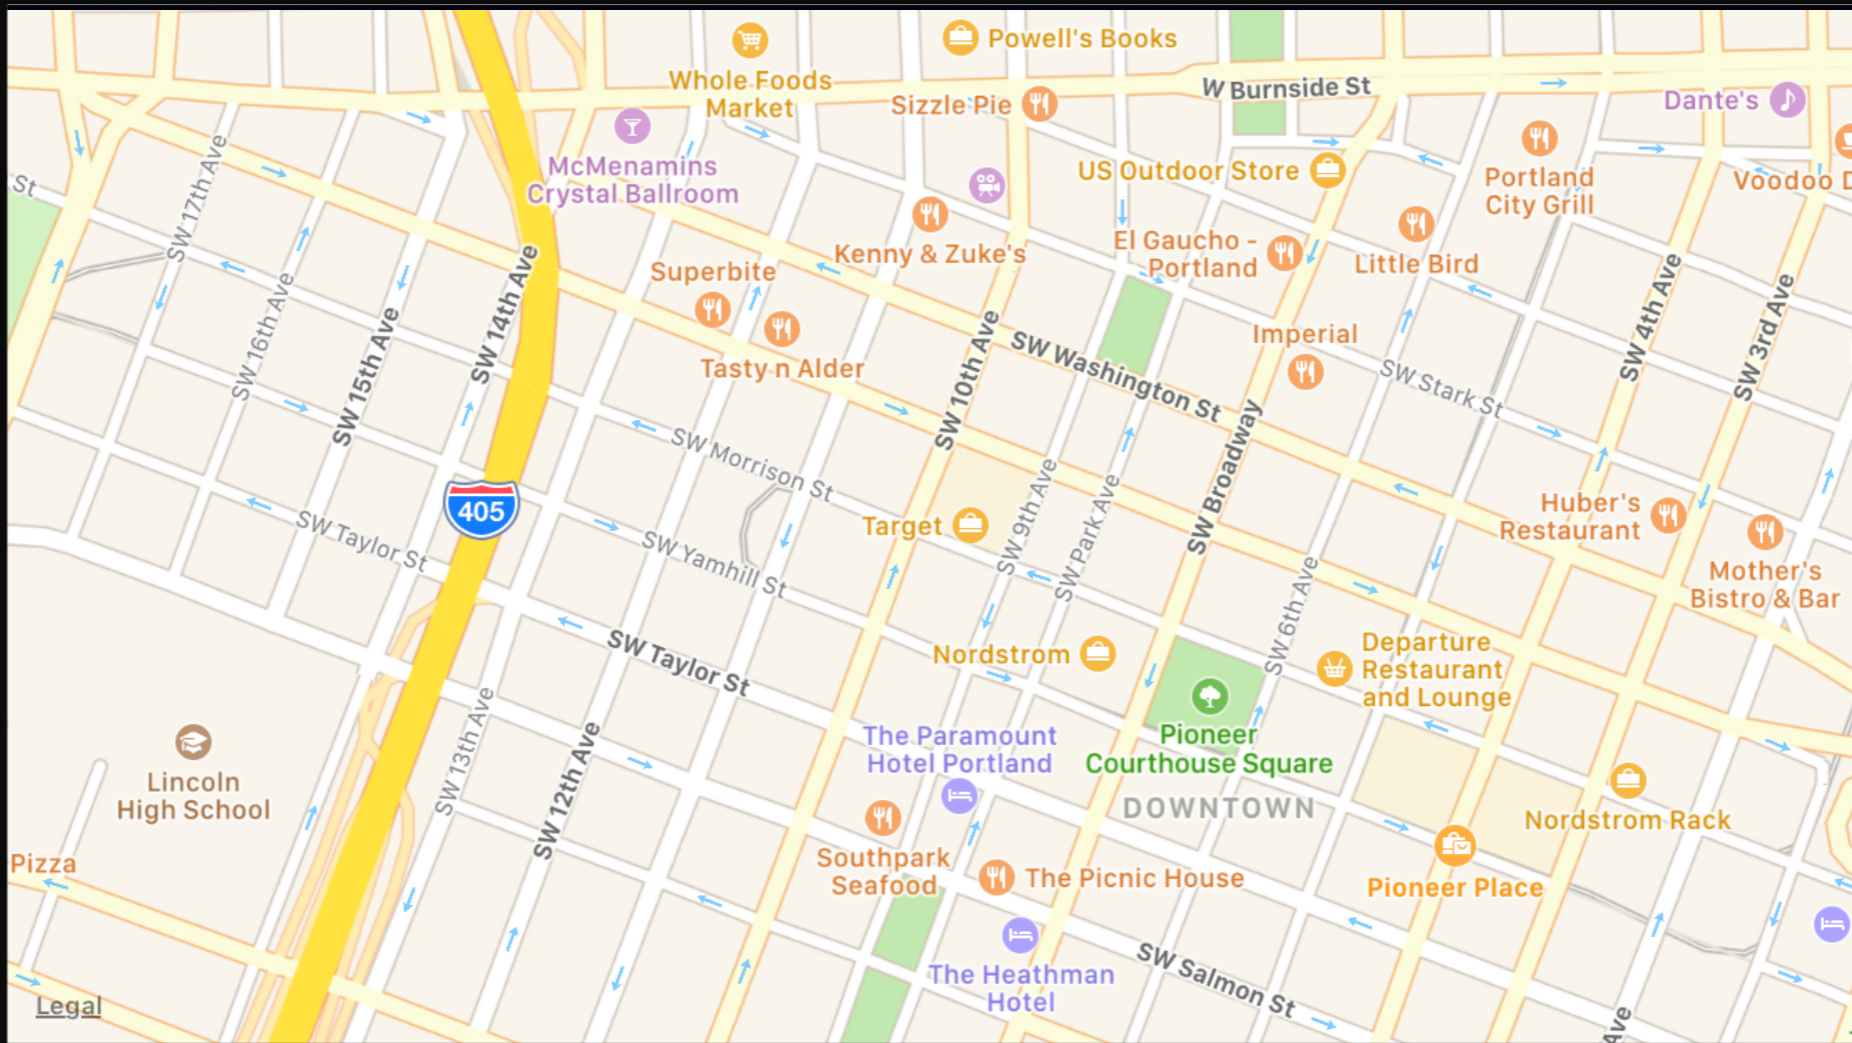 Powell's Books
Whole Foods
Market
W Burnside St
Sizzle Pie
Dante's
McMenamins
Crystal Ballroom
US Outdoor Store
Portland
City Grill
Voodoo D
St
SW 17th Ave
Kenny & Zuke's
El Gaucho -
Portland
Little Bird
Superbite
SW 14th Ave
SW 16th Ave
SW 15th Ave
Tasty n Alder
SW 10th Ave
SW Washington St
Imperial
SW Stark St
SW 4th Ave
SW 3rd Ave
SW Morrison St
SW Broadway
405
SW Taylor St
SW Yamhill St
Target
SW 9th Ave
SW Park Ave
Huber's
Restaurant
Mother's
Bistro & Bar
SW 6th Ave
SW Taylor St
Nordstrom
Departure
Restaurant
and Lounge
SW 13th Ave
SW 12th Ave
The Paramount
Hotel Portland
Pioneer
Courthouse Square
DOWNTOWN
Lincoln
High School
Nordstrom Rack
Pizza
Southpark
Seafood
The Picnic House
Pioneer Place
The Heathman
Hotel
SW Salmon St
Ave
Legal